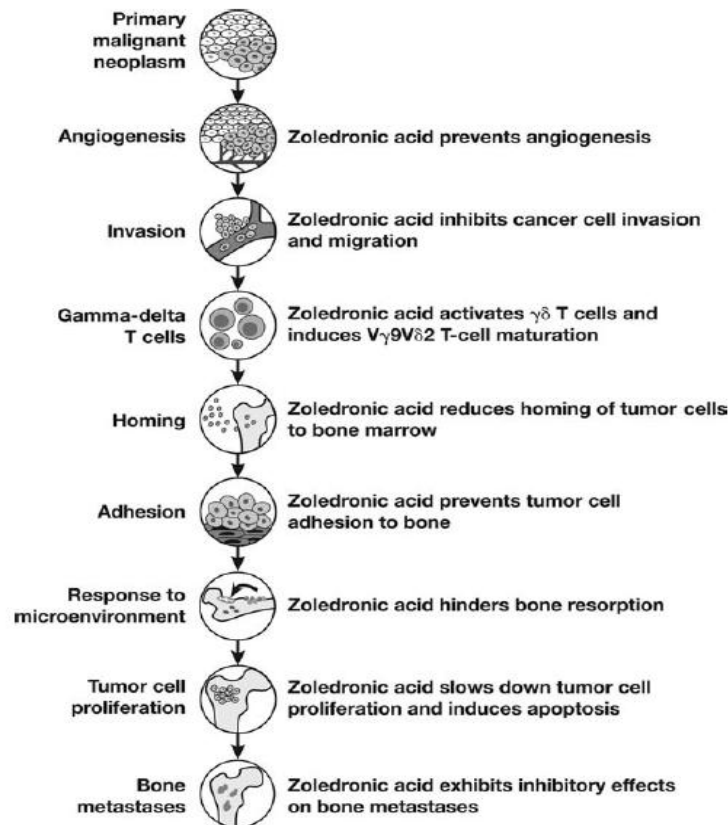 Primary
malignant
neoplasm
Angiogenesis
Zoledronic acid prevents angiogenesis
Invasion
Zoledronic acid inhibits cancer cell invasion
and migration
Gamma-delta
T cells
Zoledronic acid activates γδ T cells and
induces Vγ9Vδ2 T-cell maturation
Homing
Zoledronic acid reduces homing of tumor cells
to bone marrow
Adhesion
Zoledronic acid prevents tumor cell
adhesion to bone
Response to
microenvironment
Zoledronic acid hinders bone resorption
Tumor cell
proliferation
Zoledronic acid slows down tumor cell
proliferation and induces apoptosis
Bone
metastases
Zoledronic acid exhibits inhibitory effects
on bone metastases